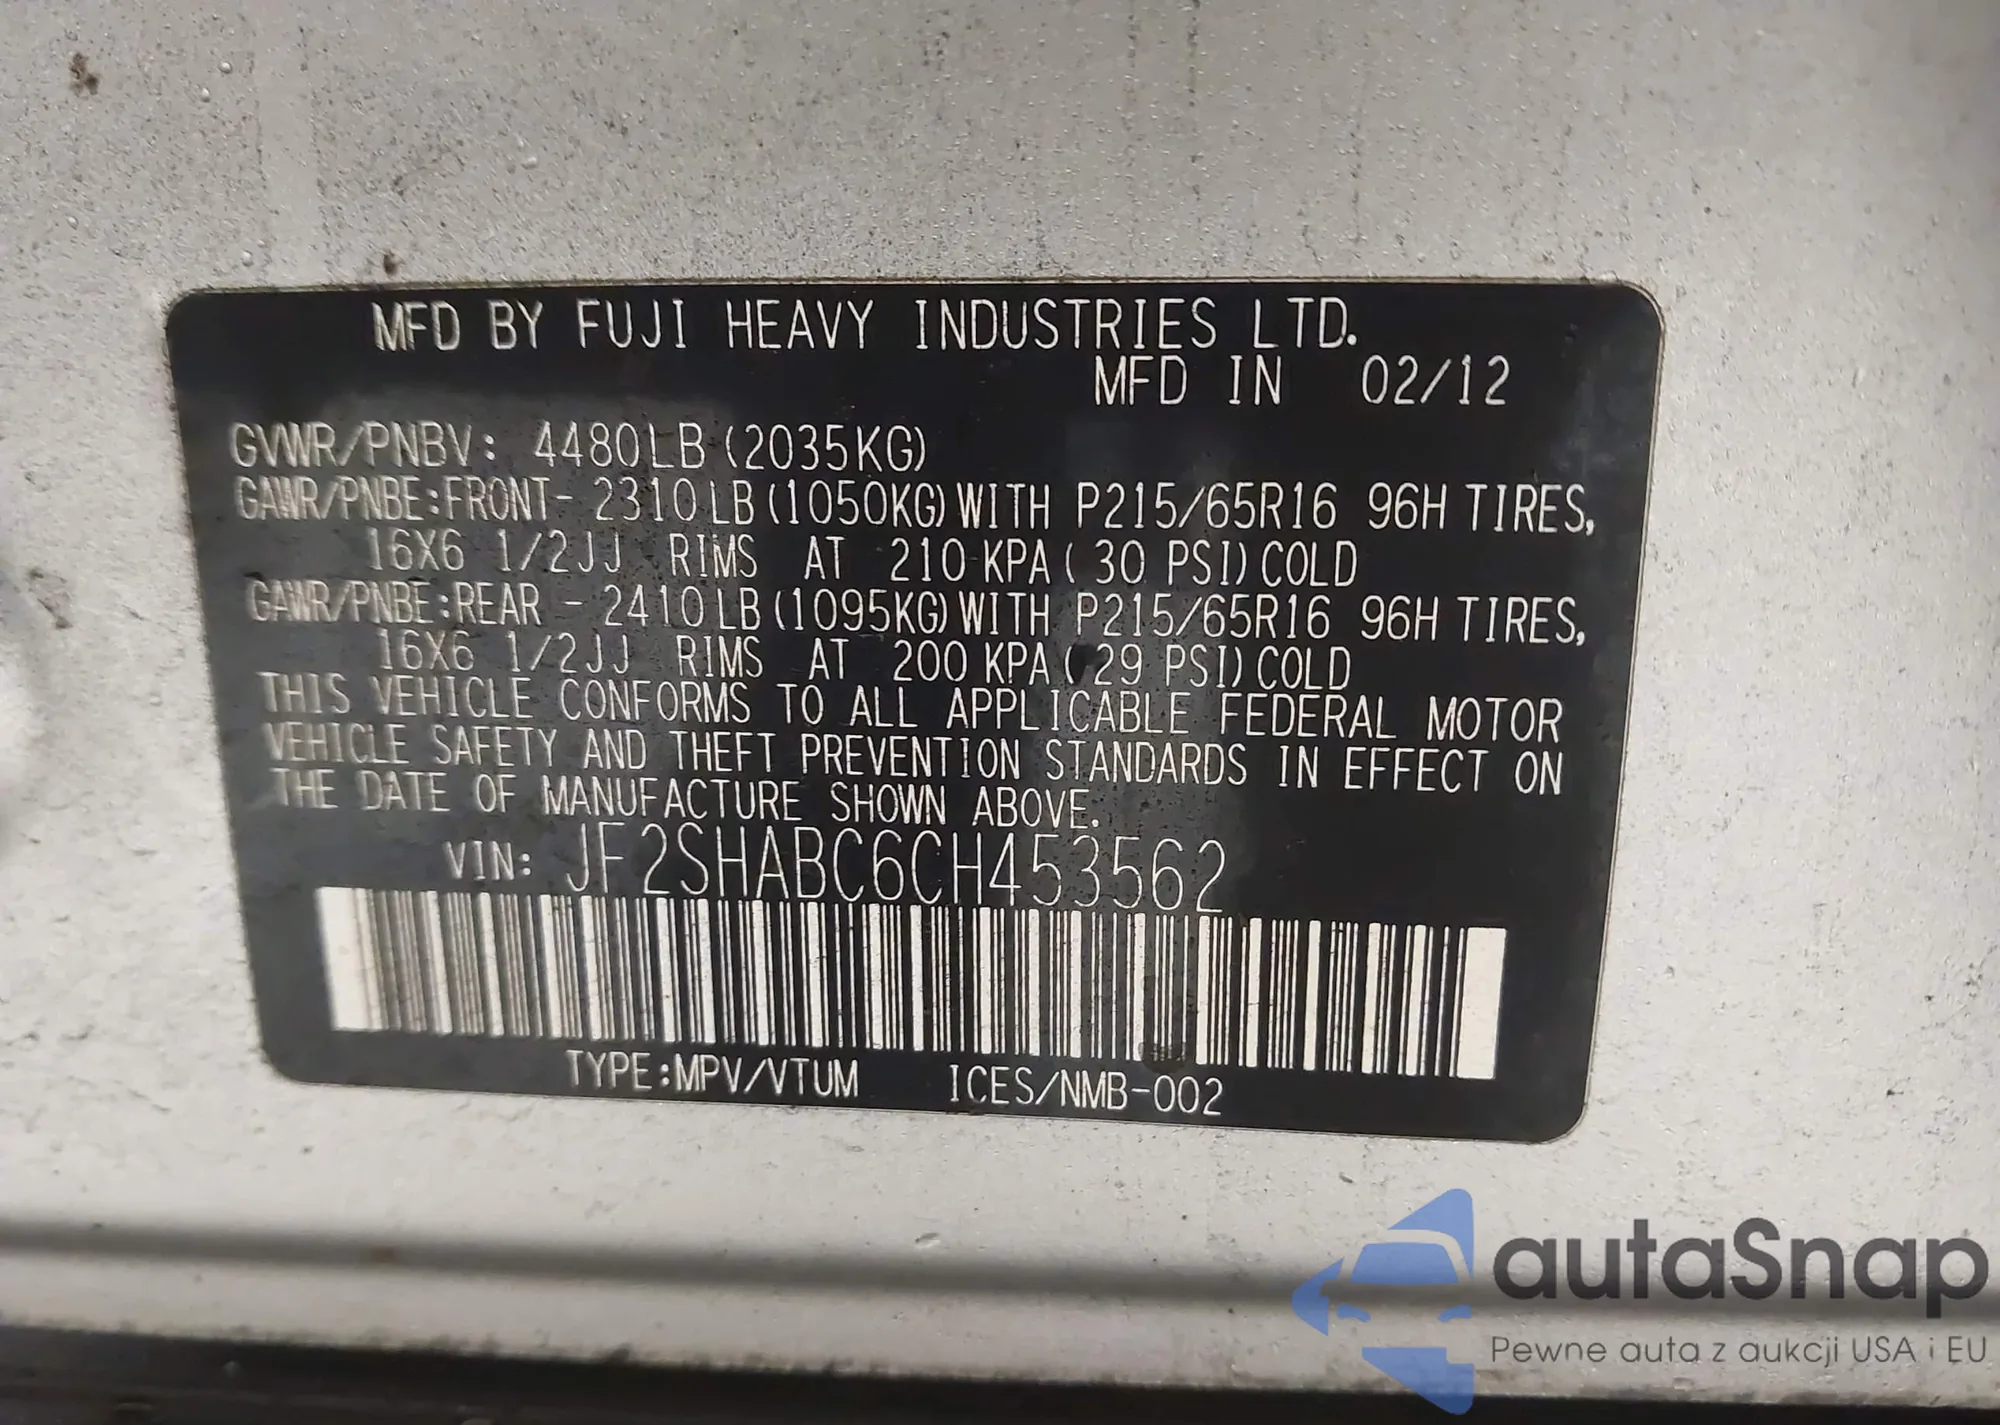 MFD BY FUJI HEAVY INDUSTRIES LTD.
MFD IN 02/12
GVWR/PNBV: 4480LB(2035KG)
GAWR/PNBE:FRONT- 2310LB(1050KG)WITH P215/65R16 96H TIRES,
16X6 1/2JJ RIMS AT 210 KPA( 30 PSI)COLD
GAWR/PNBE:REAR - 2410LB(1095KG)WITH P215/65R16 96H TIRES,
16X6 1/2JJ RIMS AT 200 KPA( 29 PSI)COLD
THIS VEHICLE CONFORMS TO ALL APPLICABLE FEDERAL MOTOR
VEHICLE SAFETY AND THEFT PREVENTION STANDARDS IN EFFECT ON
THE DATE OF MANUFACTURE SHOWN ABOVE.
VIN: JF2SHABC6CH453562
TYPE:MPV/VTUM ICES/NMB-002
autaSnap
Pewne auta z aukcji USA i EU